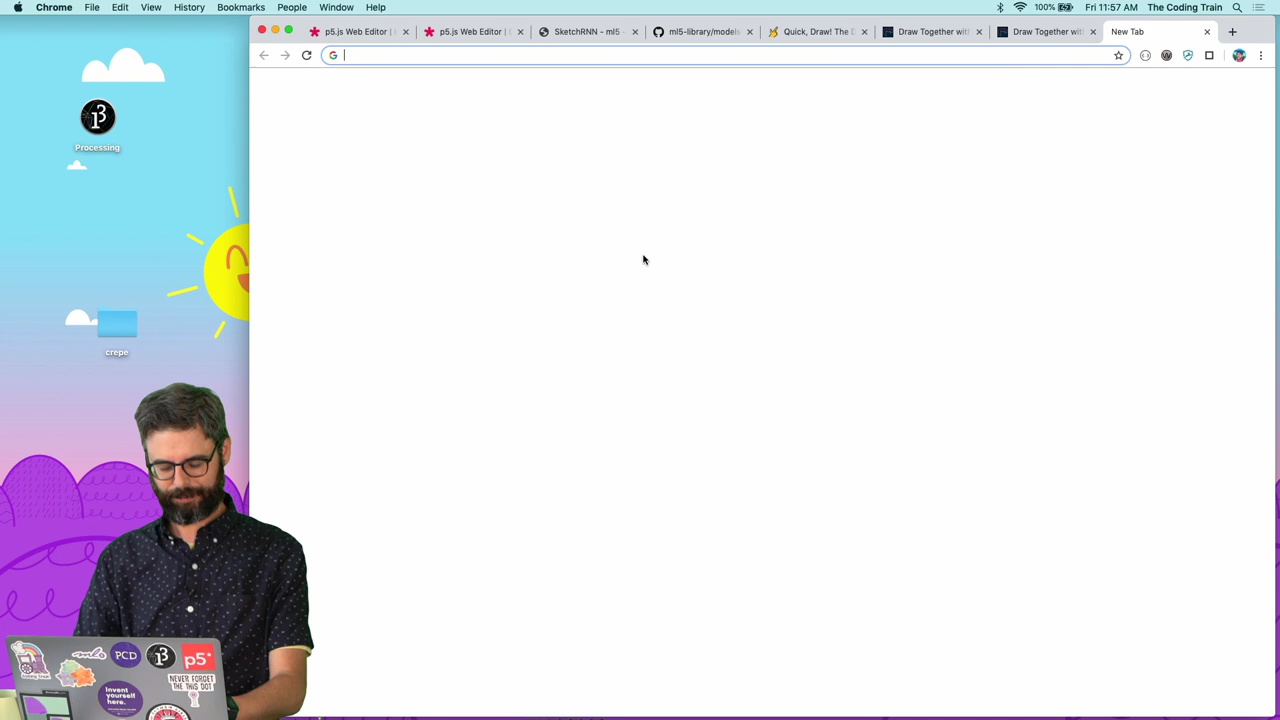 Chrome File Edit View History Bookmarks People Window Help
100% Fri 11:57 AM The Coding Train
p5.js Web Editor |
p5.js Web Editor |
SketchRNN - ml5 -
ml5-library/models
Quick, Draw! The D
Draw Together wit
Draw Together wit
New Tab
Processing
crepe
ml5
PCD
p5*
NEVER FORGET
THE THIS DOT
Invent
yourself
here.